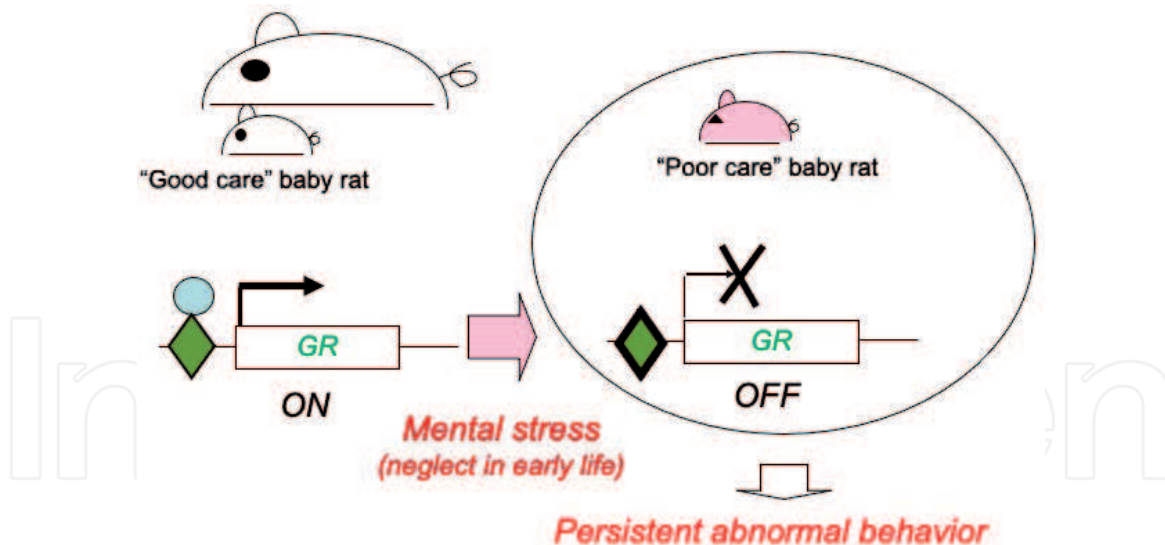 “Good care” baby rat
“Poor care” baby rat
GR
ON
GR
OFF
Mental stress
(neglect in early life)
Persistent abnormal behavior